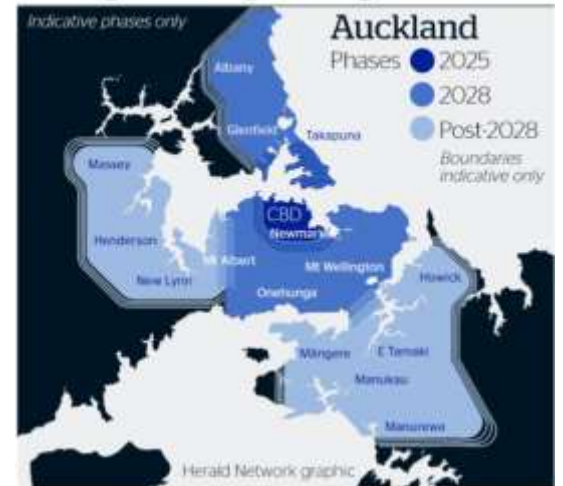 Indicative phases only
Auckland
Phases 2025
2028
Post-2028
Boundaries
indicative only
Albany
Glenfield
Takapuna
Massey
CBD
Newmarket
Henderson
Mt Albert
Mt Wellington
Howick
New Lynn
Onehunga
Māngere
E Tamaki
Manukau
Manurewa
Herald Network graphic